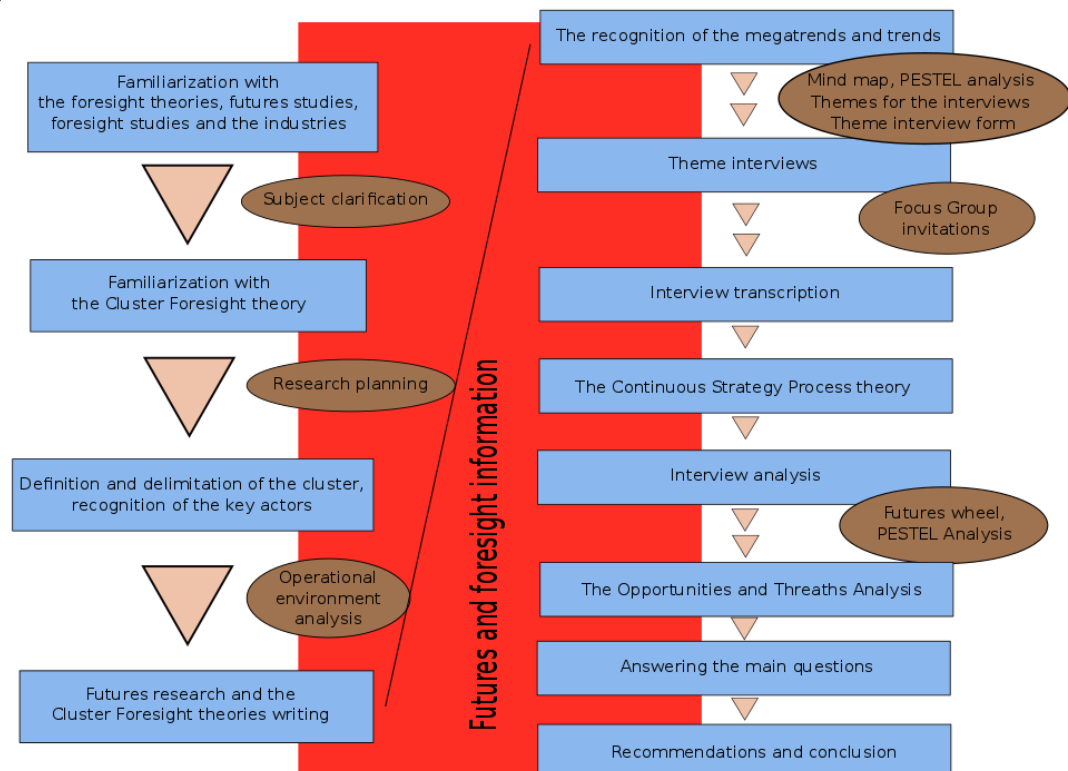 Familiarization with
the foresight theories, futures studies,
foresight studies and the industries
Subject clarification
Familiarization with
the Cluster Foresight theory
Research planning
Definition and delimitation of the cluster,
recognition of the key actors
Operational
environment
analysis
Futures research and the
Cluster Foresight theories writing
Futures and foresight information
The recognition of the megatrends and trends
Mind map, PESTEL analysis
Themes for the interviews
Theme interview form
Theme interviews
Focus Group
invitations
Interview transcription
The Continuous Strategy Process theory
Interview analysis
Futures wheel,
PESTEL Analysis
The Opportunities and Threaths Analysis
Answering the main questions
Recommendations and conclusion